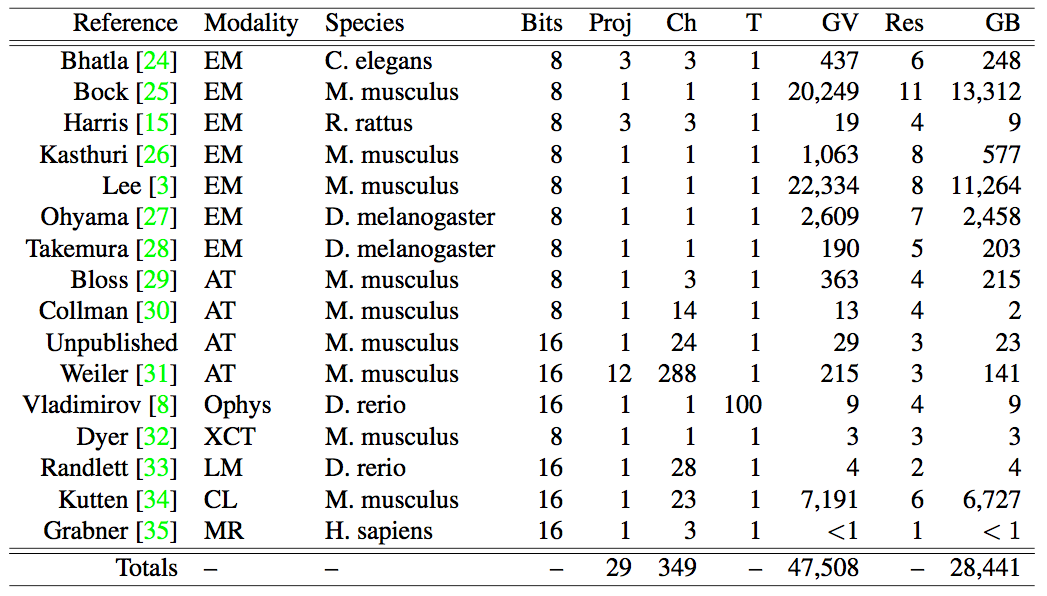 Reference Modality Species Bits Proj Ch T GV Res GB
Bhatla [24] EM C. elegans 8 3 3 1 437 6 248
Bock [25] EM M. musculus 8 1 1 1 20,249 11 13,312
Harris [15] EM R. rattus 8 3 3 1 19 4 9
Kasthuri [26] EM M. musculus 8 1 1 1 1,063 8 577
Lee [3] EM M. musculus 8 1 1 1 22,334 8 11,264
Ohyama [27] EM D. melanogaster 8 1 1 1 2,609 7 2,458
Takemura [28] EM D. melanogaster 8 1 1 1 190 5 203
Bloss [29] AT M. musculus 8 1 3 1 363 4 215
Collman [30] AT M. musculus 8 1 14 1 13 4 2
Unpublished AT M. musculus 16 1 24 1 29 3 23
Weiler [31] AT M. musculus 16 12 288 1 215 3 141
Vladimirov [8] Ophys D. rerio 16 1 1 100 9 4 9
Dyer [32] XCT M. musculus 8 1 1 1 3 3 3
Randlett [33] LM D. rerio 16 1 28 1 4 2 4
Kutten [34] CL M. musculus 16 1 23 1 7,191 6 6,727
Grabner [35] MR H. sapiens 16 1 3 1 <1 1 < 1
Totals – – – 29 349 – 47,508 – 28,441